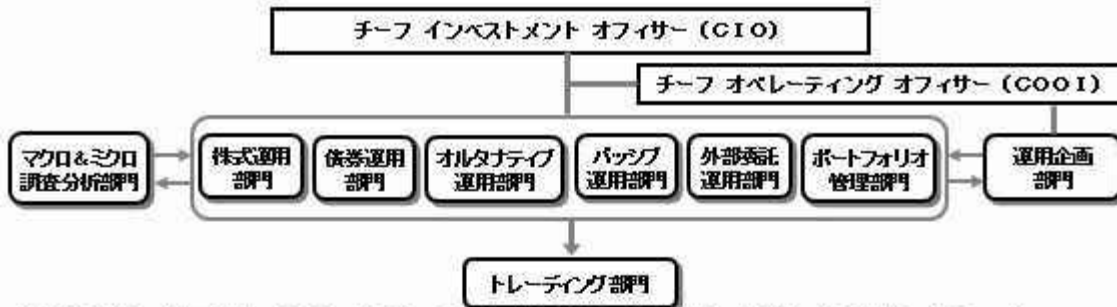 チーフ インベストメント オフィサー (CIO)
チーフ オペレーティング オフィサー (COOI)
マクロ&ミクロ
調査分析部門
株式運用
部門
債券運用
部門
オルタナティブ
運用部門
パッシブ
運用部門
外部委託
運用部門
ポートフォリオ
管理部門
運用企画
部門
トレーディング部門